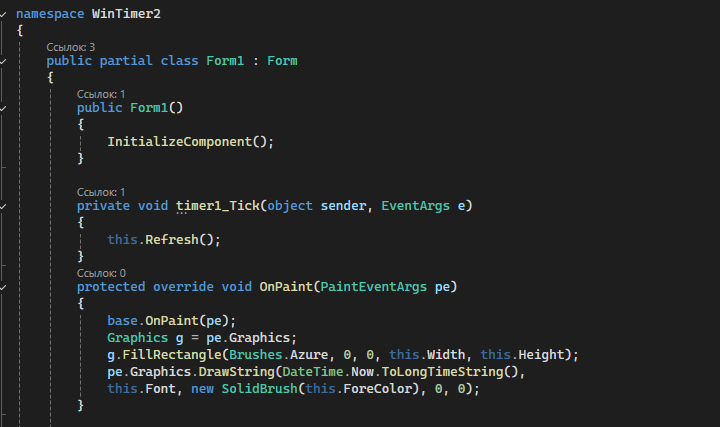 namespace WinTimer2
{
Ссылок: 3
public partial class Form1 : Form
{
Ссылок: 1
public Form1()
{
InitializeComponent();
}
Ссылок: 1
private void timer1_Tick(object sender, EventArgs e)
{
this.Refresh();
}
Ссылок: 0
protected override void OnPaint(PaintEventArgs pe)
{
base.OnPaint(pe);
Graphics g = pe.Graphics;
g.FillRectangle(Brushes.Azure, 0, 0, this.Width, this.Height);
pe.Graphics.DrawString(DateTime.Now.ToLongTimeString(),
this.Font, new SolidBrush(this.ForeColor), 0, 0);
}